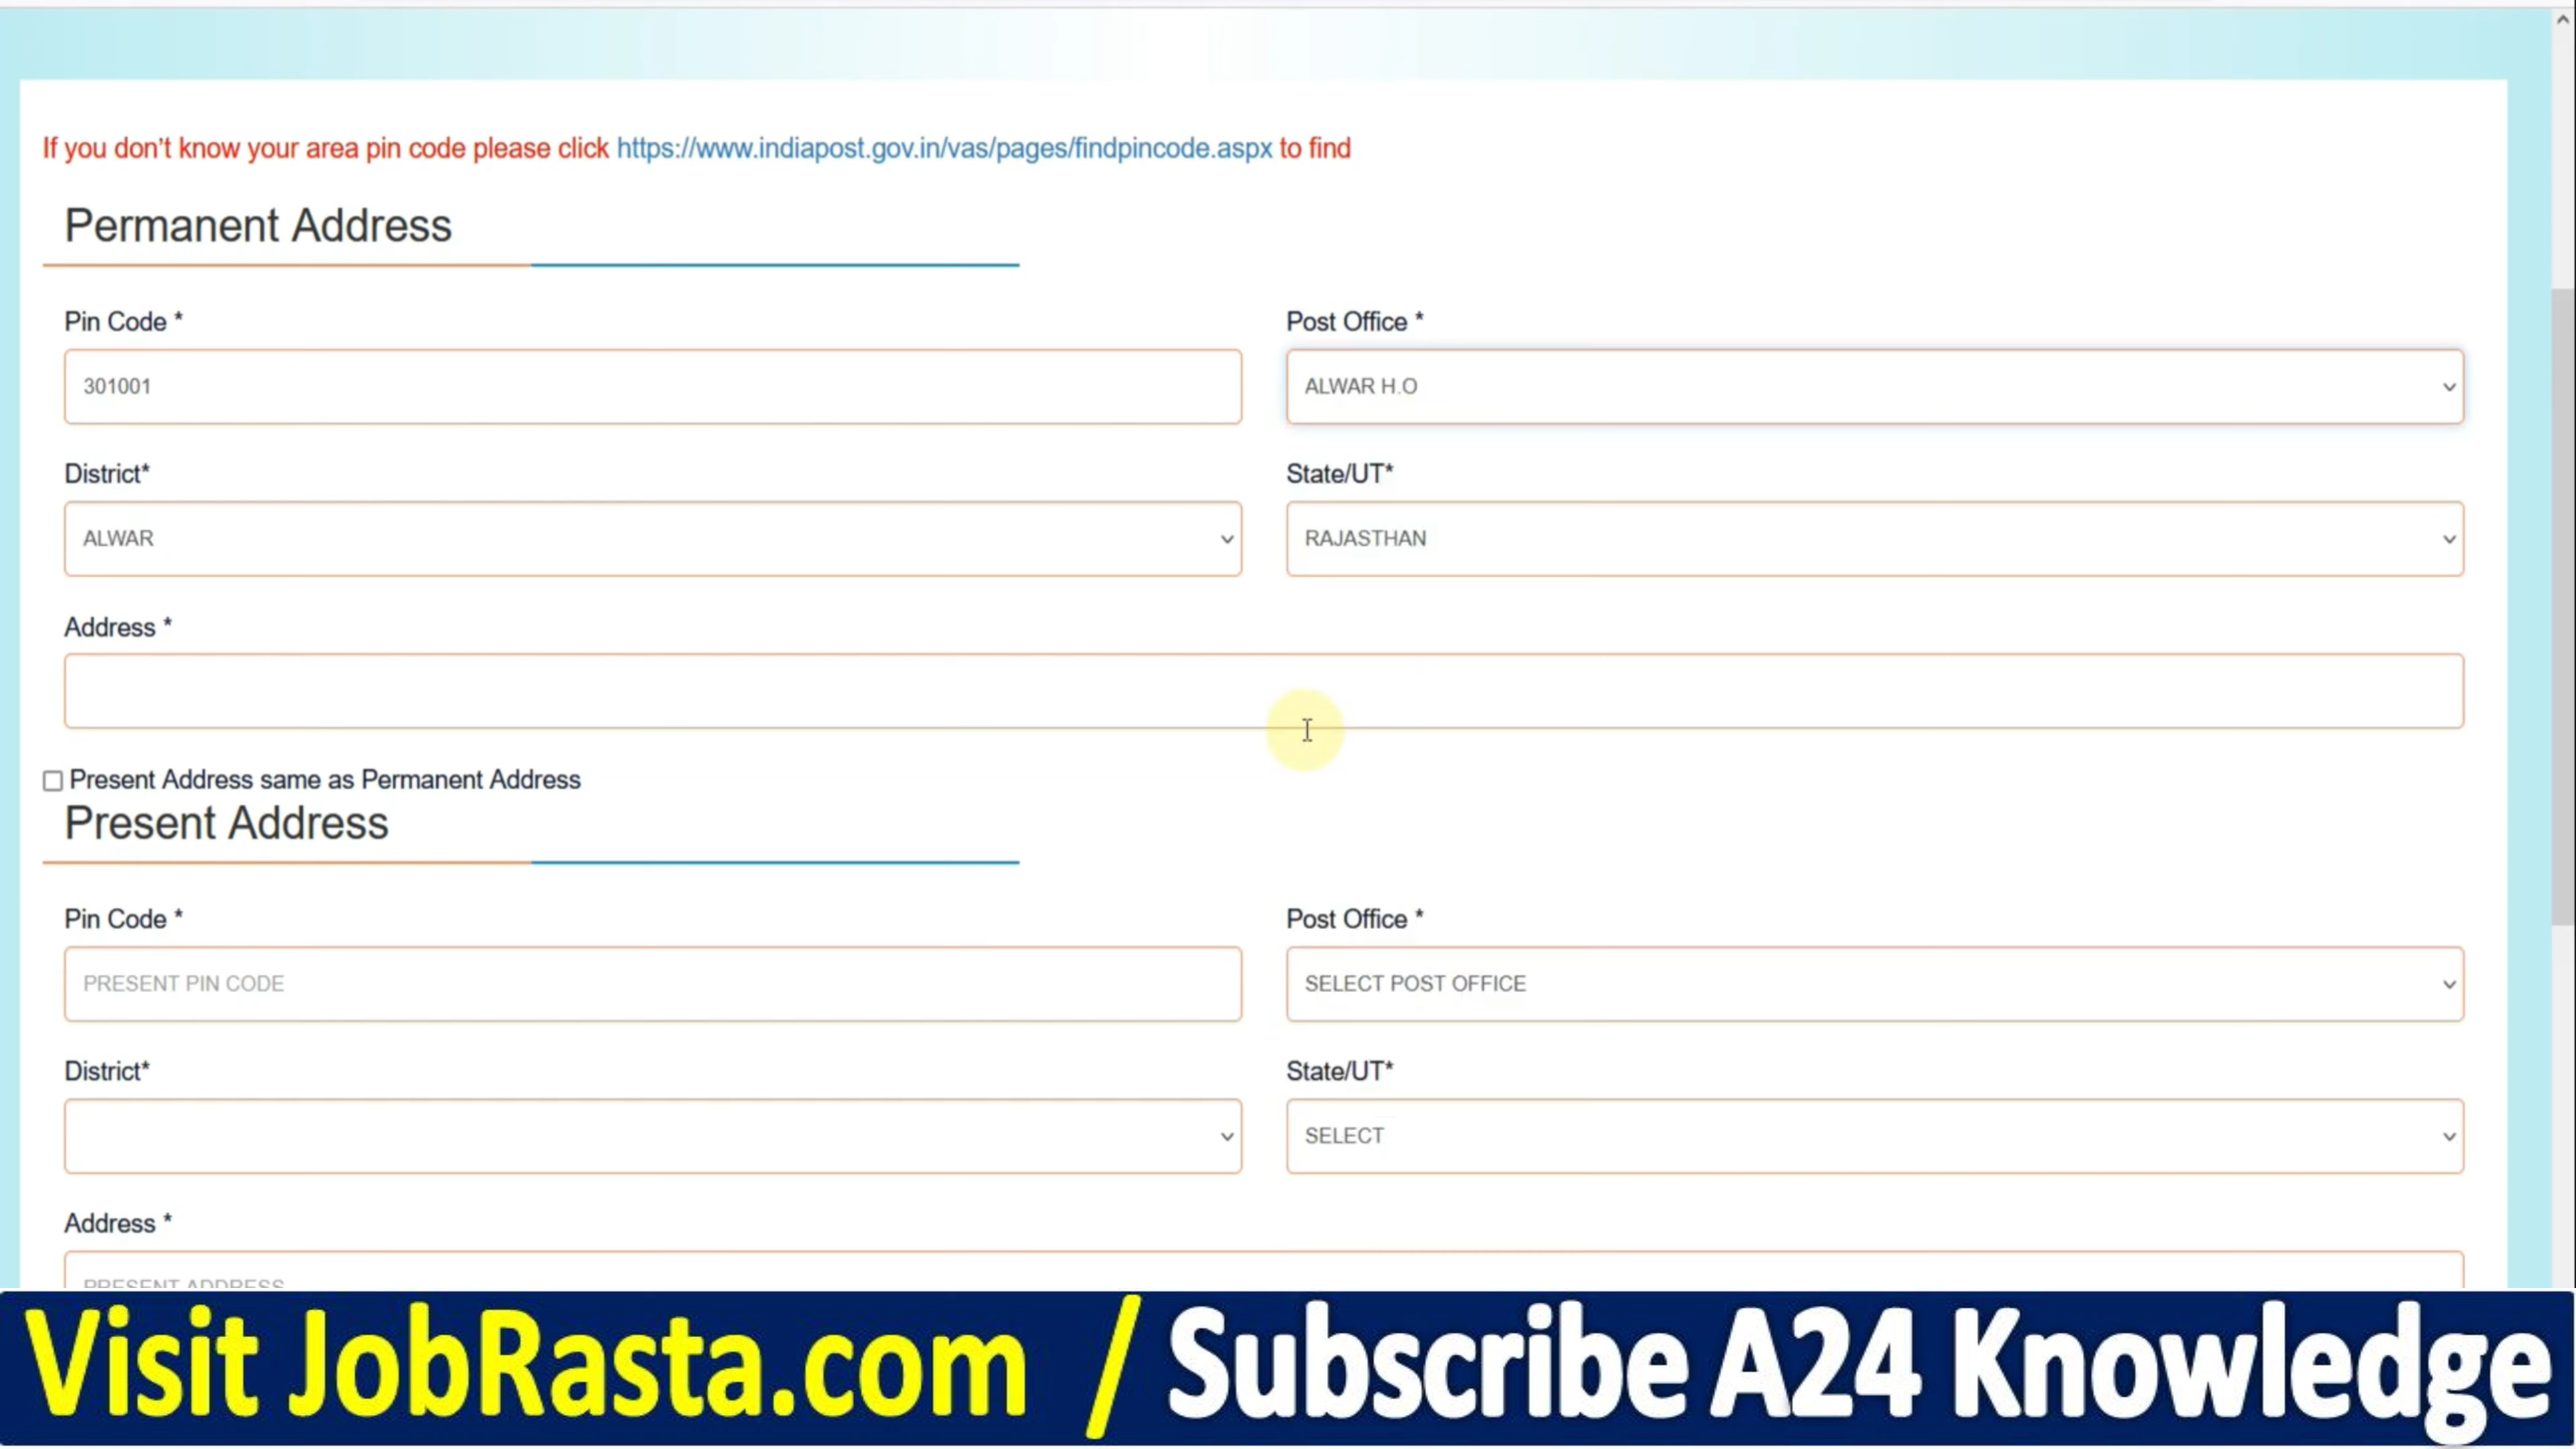 If you don't know your area pin code please click https://www.indiapost.gov.in/vas/pages/findpincode.aspx to find
Permanent Address
Pin Code *
Post Office *
301001
ALWAR H.O
District*
State/UT*
ALWAR
RAJASTHAN
Address *
Present Address same as Permanent Address
Present Address
Pin Code *
Post Office *
PRESENT PIN CODE
SELECT POST OFFICE
District*
State/UT*
SELECT
Address *
PRESENT ADDRESS
Visit JobRasta.com / Subscribe A24 Knowledge